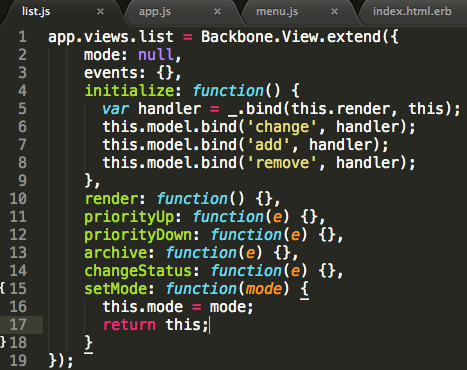 list.js × app.js × menu.js × index.html.erb
1 app.views.list = Backbone.View.extend({
2     mode: null,
3     events: {},
4     initialize: function() {
5       var handler = _.bind(this.render, this);
6       this.model.bind('change', handler);
7       this.model.bind('add', handler);
8       this.model.bind('remove', handler);
9     },
10     render: function() {},
11     priorityUp: function(e) {},
12     priorityDown: function(e) {},
13     archive: function(e) {},
14     changeStatus: function(e) {},
{15     setMode: function(mode) {
16       this.mode = mode;
17       return this;
}18     }
19 });